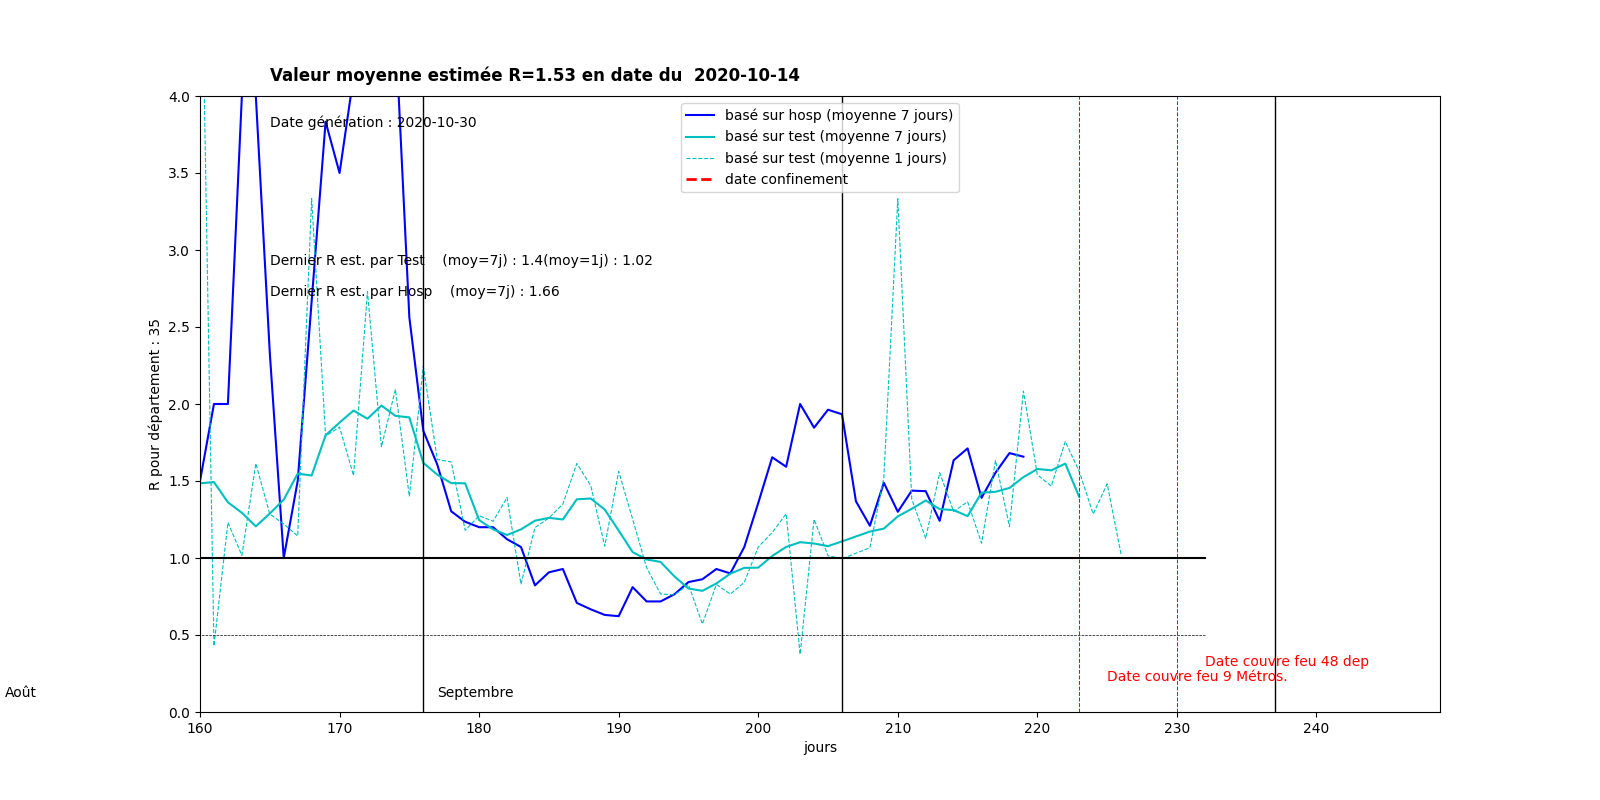 Valeur moyenne estimée R=1.53 en date du  2020-10-14
4.0
Date génération : 2020-10-30
basé sur hosp (moyenne 7 jours)
basé sur test (moyenne 7 jours)
basé sur test (moyenne 1 jours)
date confinement
3.5
3.0
Dernier R est. par Test    (moy=7j) : 1.4(moy=1j) : 1.02
Dernier R est. par Hosp    (moy=7j) : 1.66
2.5
2.0
R pour département : 35
1.5
1.0
0.5
Date couvre feu 48 dep
Date couvre feu 9 Métros.
Août
Septembre
0.0
160 170 180 190 200 210 220 230 240
jours